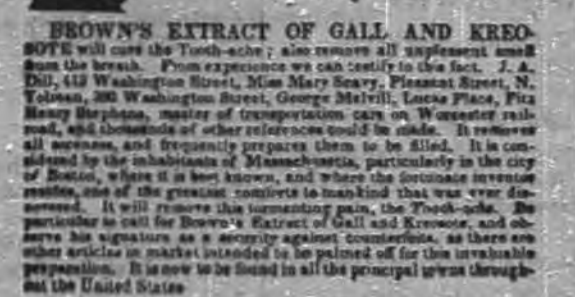 BROWN'S EXTRACT OF GALL AND KREO-
SOTE will cure the Tooth-ache; also remove all unpleasant smell
from the breath. From experience we can testify to this fact. J. A.
Dill, 413 Washington Street, Miss Mary Seavy, Pleasant Street, N.
Tolman, Washington Street, George Melvill, Lucas Place, Fitz
Henry Stephens, master of transportation cars on Worcester rail-
road, and thousands of other references could be made. It removes
all soreness, and frequently prepares them to be filled. It is con-
sidered by the inhabitants of Massachusetts, particularly in the city
of Boston, where it is best known, and where the fortunate inventor
resides, one of the greatest comforts to mankind that was ever dis-
covered. It will remove this tormenting pain, the Tooth-ache. Be
particular to call for Brown's Extract of Gall and Kreosote, and ob-
serve his signature as a security against counterfeits, as there are
other articles in market intended to be palmed off for this invaluable
preparation. It is now to be found in all the principal towns through-
out the United States